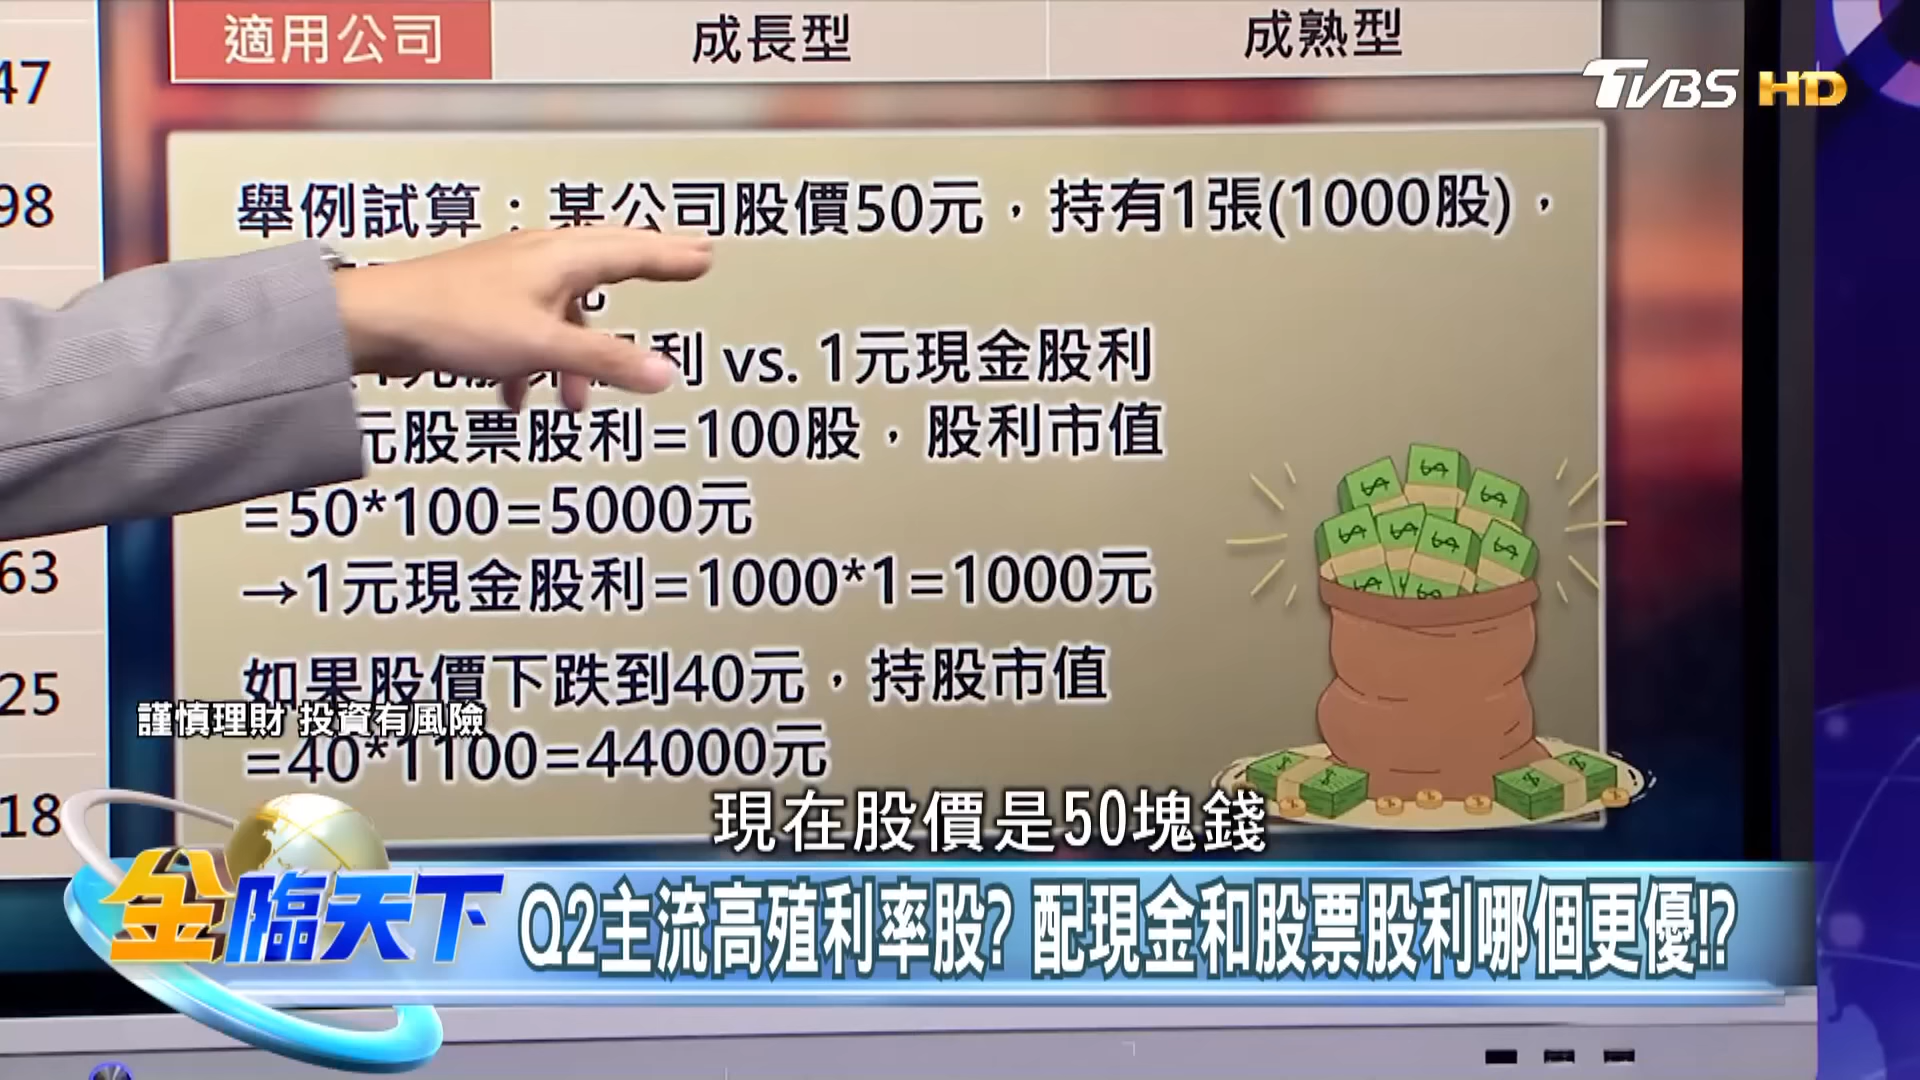 適用公司 成長型 成熟型
TVBS HD
47
98
63
25
18
舉例試算：某公司股價50元，持有1張(1000股)，
元
股利 vs. 1元現金股利
元股票股利=100股，股利市值
=50*100=5000元
→1元現金股利=1000*1=1000元
如果股價下跌到40元，持股市值
=40*1100=44000元
謹慎理財 投資有風險
現在股價是50塊錢
金臨天下
Q2主流高殖利率股? 配現金和股票股利哪個更優!?